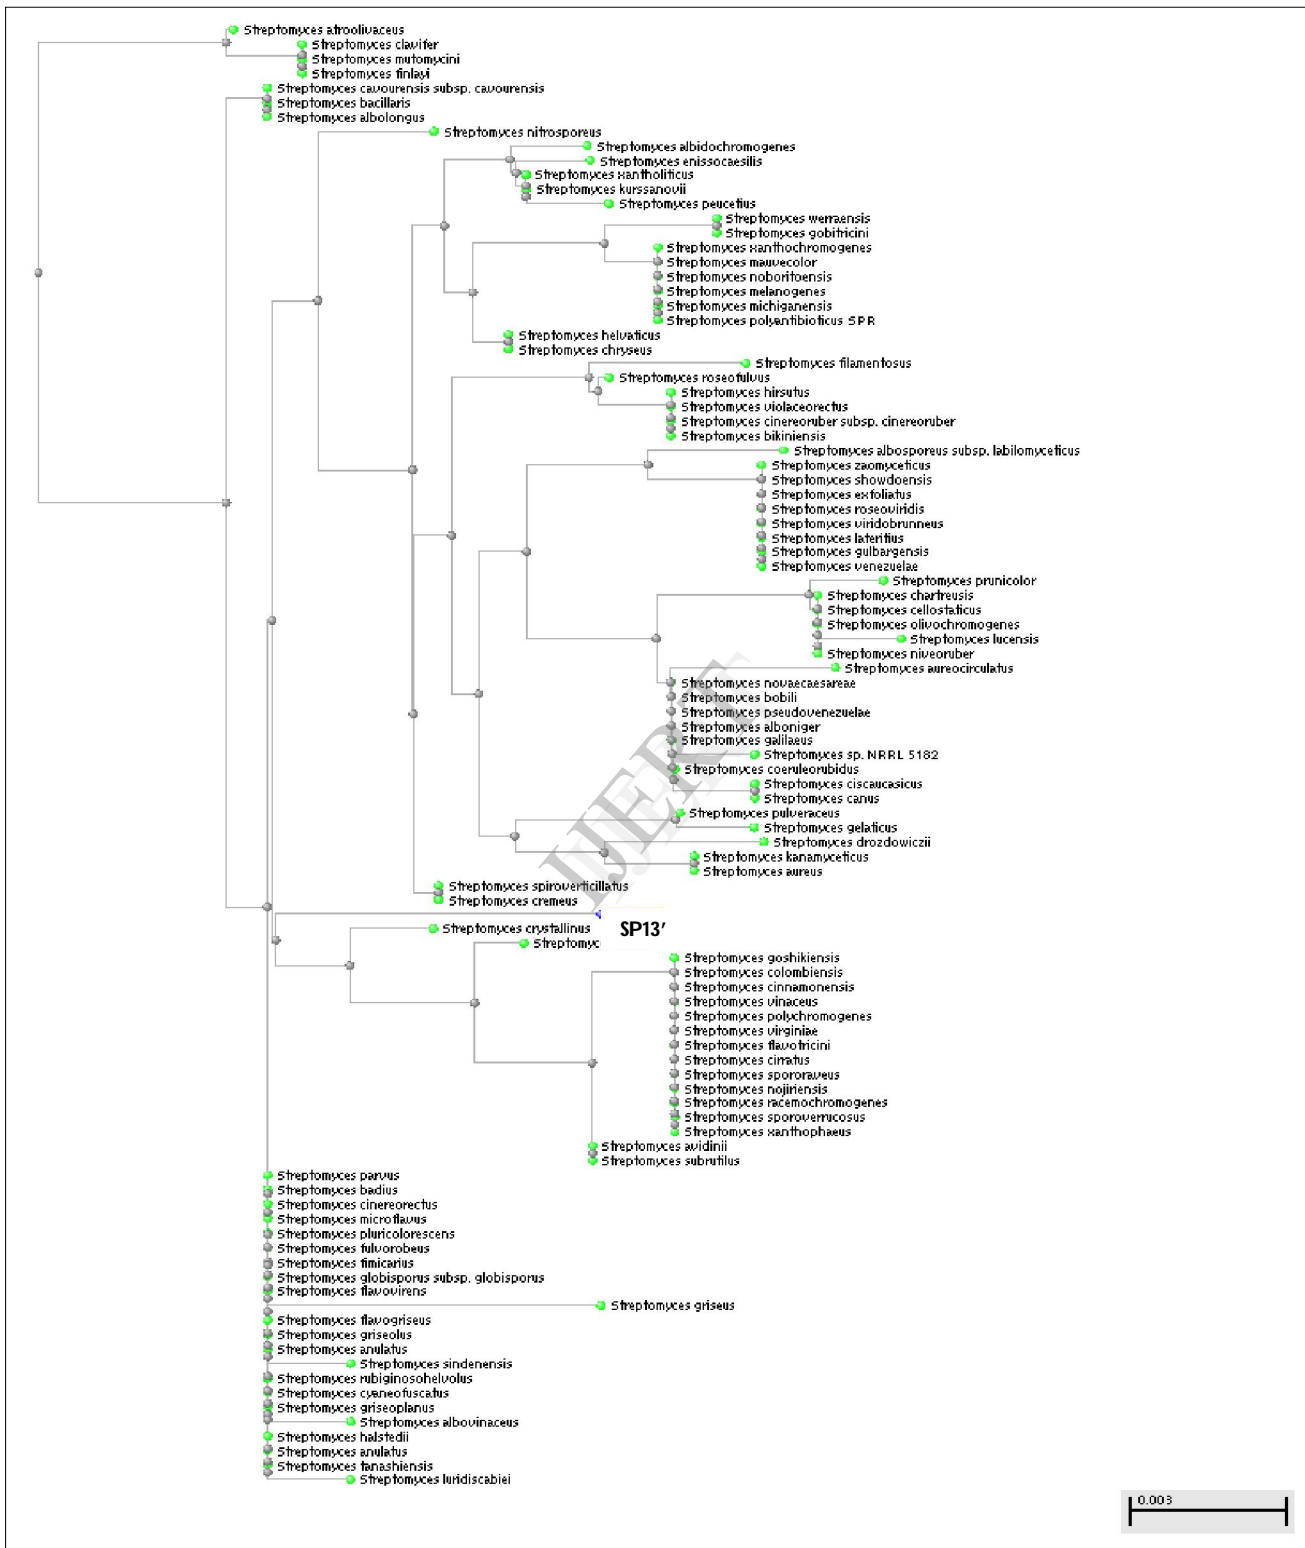 Streptomyces atroolivaceus
Streptomyces clavifer
Streptomyces mutomycini
Streptomyces finlayi
Streptomyces cavourensis subsp. cavourensis
Streptomyces bacillaris
Streptomyces albolongus
Streptomyces nitrosporeus
Streptomyces albidochromogenes
Streptomyces enissocaesilis
Streptomyces xantholiticus
Streptomyces kurssanovii
Streptomyces peucetius
Streptomyces werraensis
Streptomyces gobitricini
Streptomyces xanthochromogenes
Streptomyces mauvecolor
Streptomyces noboritoensis
Streptomyces melanogenes
Streptomyces michiganensis
Streptomyces polyantibioticus SPR
Streptomyces helvaticus
Streptomyces chryseus
Streptomyces filamentosus
Streptomyces roseofulvus
Streptomyces hirsutus
Streptomyces violaceorectus
Streptomyces cinereoruber subsp. cinereoruber
Streptomyces bikiniensis
Streptomyces albosporeus subsp. labilomyceticus
Streptomyces zaomyceticus
Streptomyces showdoensis
Streptomyces exfoliatus
Streptomyces roseoviridis
Streptomyces viridobrunneus
Streptomyces lateritius
Streptomyces gulbargensis
Streptomyces venezuelae
Streptomyces prunicolor
Streptomyces chartreusis
Streptomyces cellostaticus
Streptomyces olivochromogenes
Streptomyces lucensis
Streptomyces niveoruber
Streptomyces aureocirculatus
Streptomyces novaecaesareae
Streptomyces bobili
Streptomyces pseudovenezuelae
Streptomyces alboniger
Streptomyces galilaeus
Streptomyces sp. NRRL 5182
Streptomyces coeruleorubidus
Streptomyces ciscaucasicus
Streptomyces canus
Streptomyces pulveraceus
Streptomyces gelaticus
Streptomyces drozdowiczii
Streptomyces kanamyceticus
Streptomyces aureus
IJERT
Streptomyces spiroverticillatus
Streptomyces cremeus
SP13'
Streptomyces crystallinus
Streptomyc
Streptomyces goshikiensis
Streptomyces colombiensis
Streptomyces cinnamonensis
Streptomyces vinaceus
Streptomyces polychromogenes
Streptomyces virginiae
Streptomyces flavotricini
Streptomyces cirratus
Streptomyces spororaveus
Streptomyces nojiriensis
Streptomyces racemochromogenes
Streptomyces sporoverrucosus
Streptomyces xanthophaeus
Streptomyces avidinii
Streptomyces subrutilus
Streptomyces parvus
Streptomyces badius
Streptomyces cinereorectus
Streptomyces microflavus
Streptomyces pluricolorescens
Streptomyces fulvorobeus
Streptomyces fimicarius
Streptomyces globisporus subsp. globisporus
Streptomyces flavovirens
Streptomyces griseus
Streptomyces flavogriseus
Streptomyces griseolus
Streptomyces anulatus
Streptomyces sindenensis
Streptomyces rubiginosohelvolus
Streptomyces cyaneofuscatus
Streptomyces griseoplanus
Streptomyces albovinaceus
Streptomyces halstedii
Streptomyces anulatus
Streptomyces tanashiensis
Streptomyces luridiscabiei
0.003